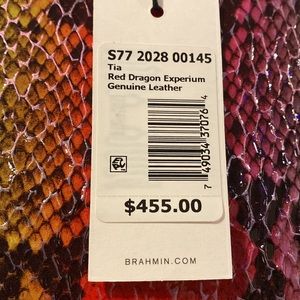 S77 2028 00145
Tia
Red Dragon Experium
Genuine Leather
7 49034 37076 4
$455.00
BRAHMIN.COM